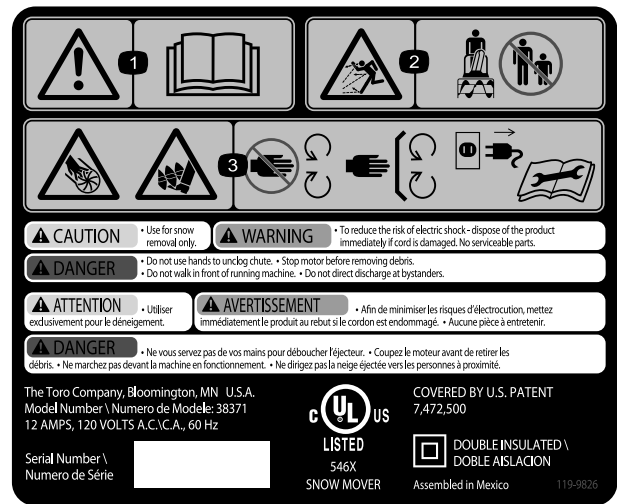 1
2
3
CAUTION
• Use for snow
removal only.
WARNING
• To reduce the risk of electric shock - dispose of the product
immediately if cord is damaged. No serviceable parts.
DANGER
• Do not use hands to unclog chute. • Stop motor before removing debris.
• Do not walk in front of running machine. • Do not direct discharge at bystanders.
ATTENTION
• Utiliser
exclusivement pour le déneigement.
AVERTISSEMENT
• Afin de minimiser les risques d'électrocution, mettez
immédiatement le produit au rebut si le cordon est endommagé. • Aucune pièce à entretenir.
DANGER
• Ne vous servez pas de vos mains pour déboucher l'éjecteur. • Coupez le moteur avant de retirer les
débris. • Ne marchez pas devant la machine en fonctionnement. • Ne dirigez pas la neige éjectée vers les personnes à proximité.
The Toro Company, Bloomington, MN U.S.A.
Model Number \ Numero de Modele: 38371
12 AMPS, 120 VOLTS A.C.\C.A., 60 Hz
Serial Number \
Numero de Série
C UL US
LISTED
546X
SNOW MOVER
COVERED BY U.S. PATENT
7,472,500
DOUBLE INSULATED \
DOBLE AISLACION
Assembled in Mexico
119-9826